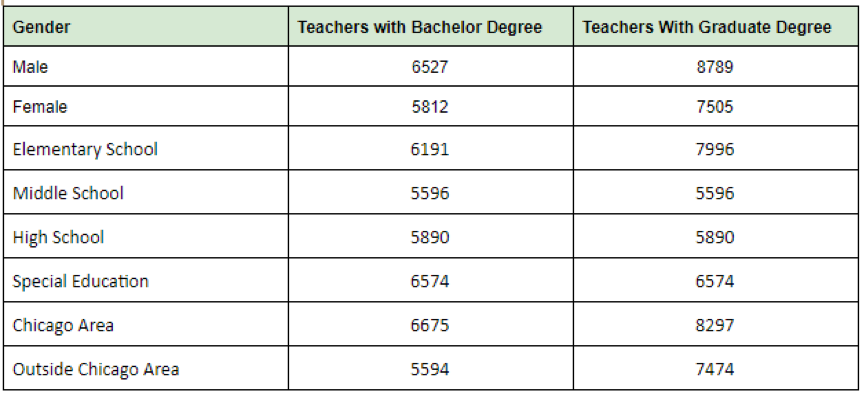 Gender Teachers with Bachelor Degree Teachers With Graduate Degree
Male 6527 8789
Female 5812 7505
Elementary School 6191 7996
Middle School 5596 5596
High School 5890 5890
Special Education 6574 6574
Chicago Area 6675 8297
Outside Chicago Area 5594 7474